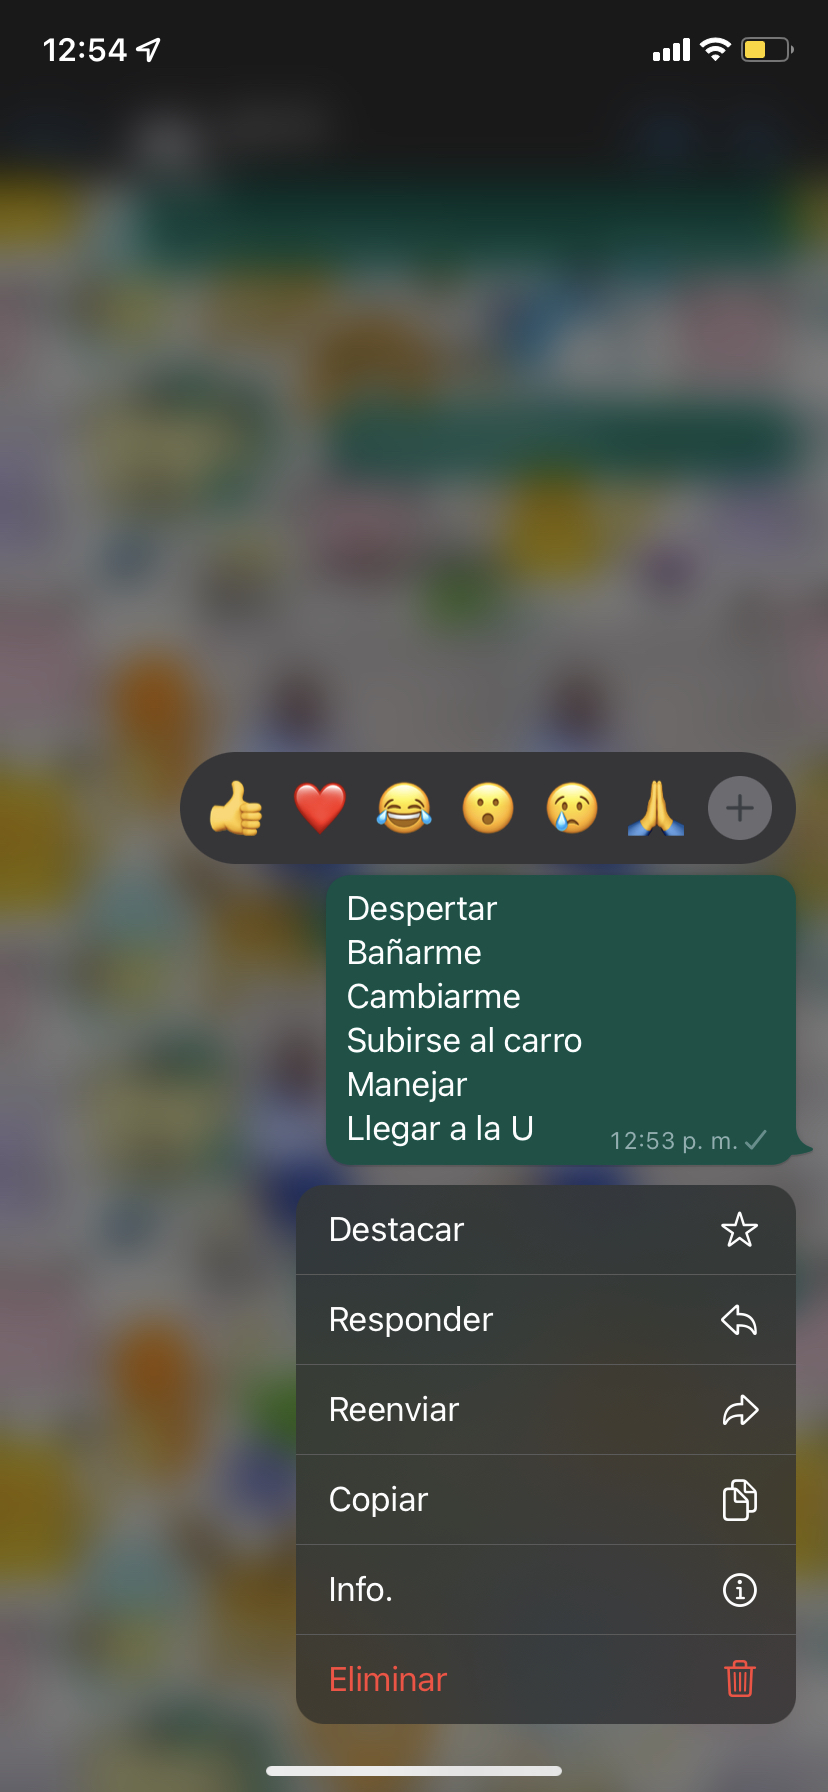 12:54
Despertar
Bañarme
Cambiarme
Subirse al carro
Manejar
Llegar a la U
12:53 p. m.
Destacar
Responder
Reenviar
Copiar
Info.
Eliminar